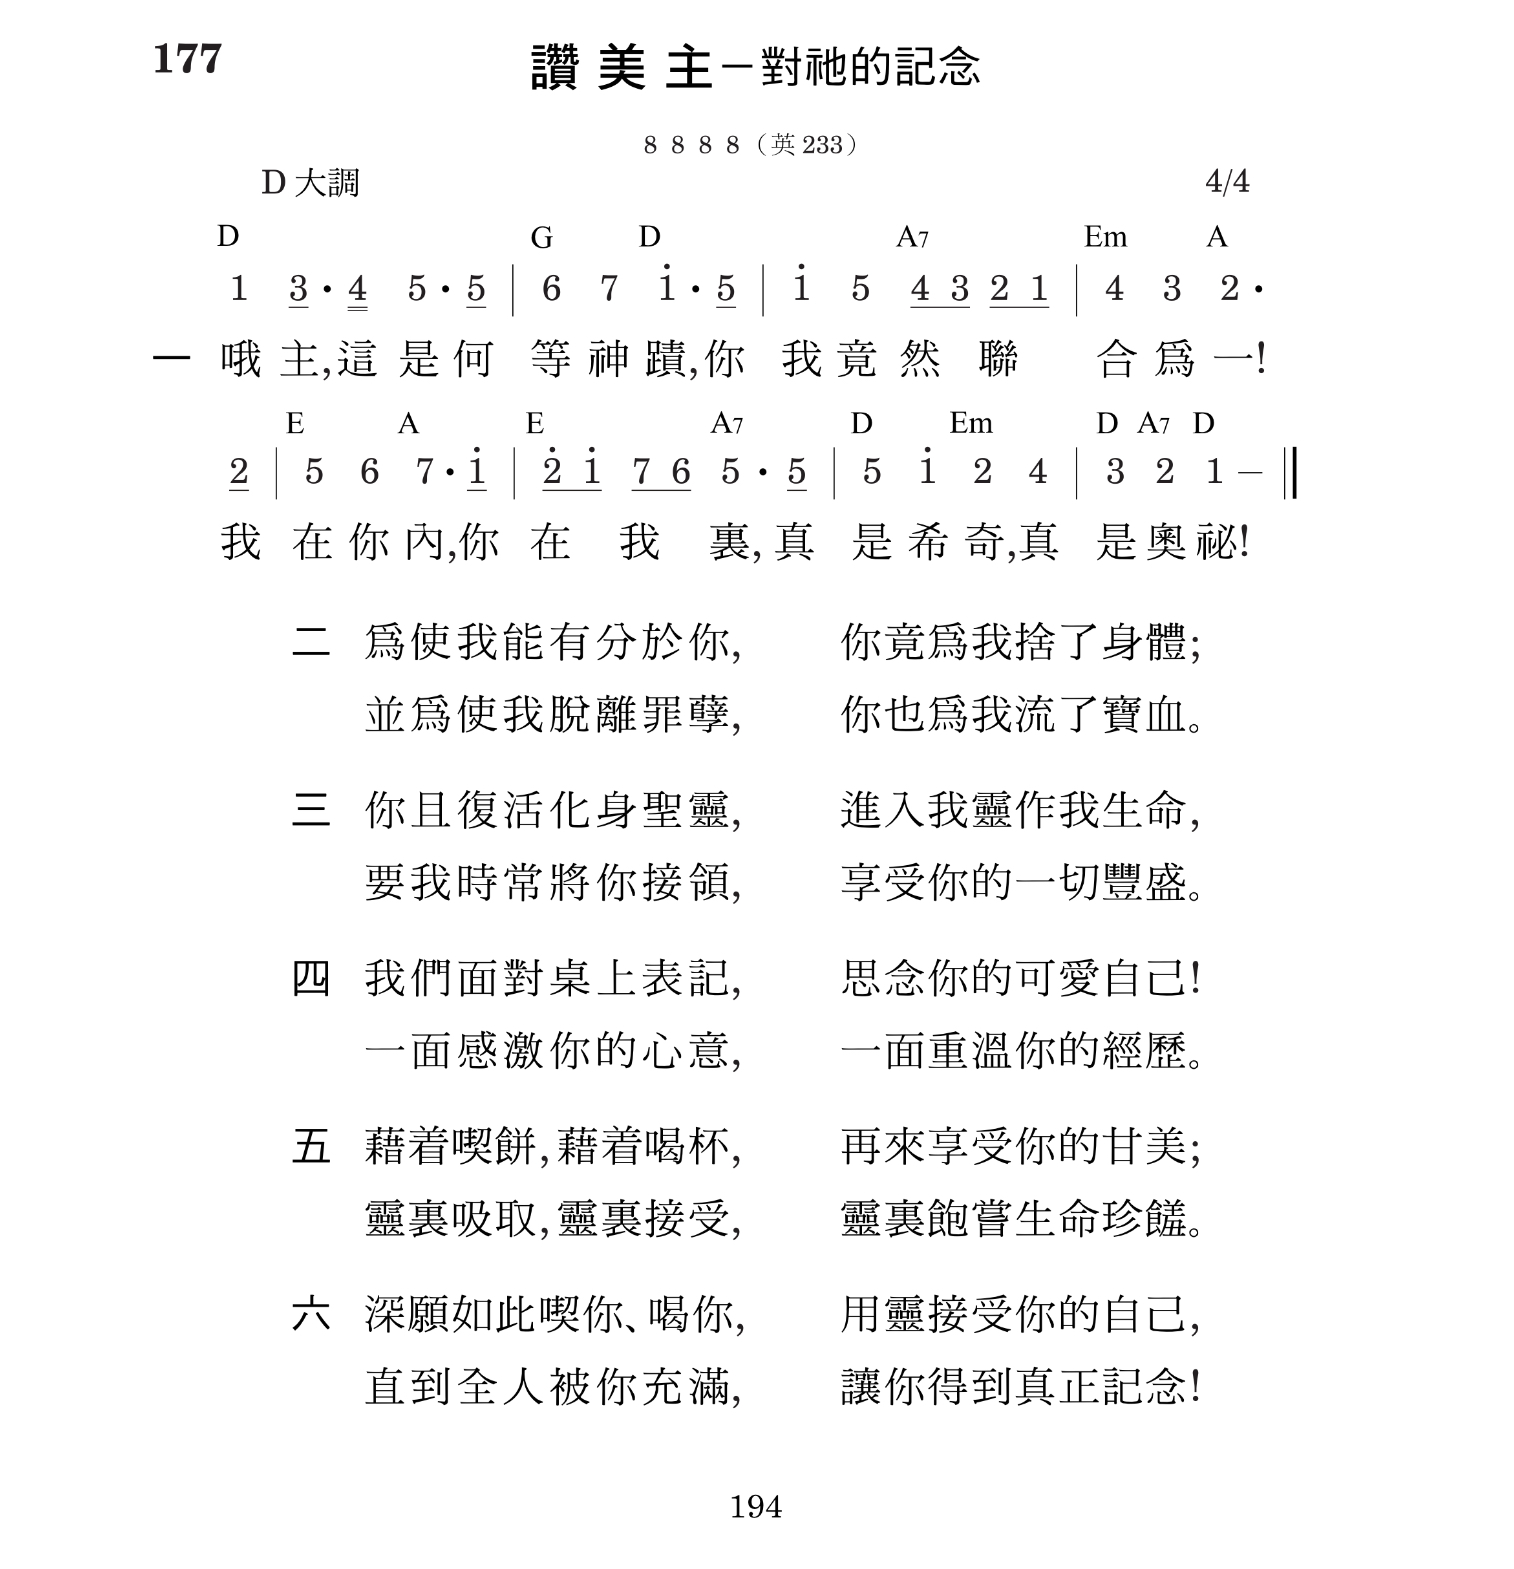 177
讚美主－對祂的記念
8 8 8 8（英233）
D大調 4/4
D G D A7 Em A
1 3·4 5·5 | 6 7 1̇·5 | 1̇ 5 4 3 2 1 | 4 3 2·
一 哦主,這是何等神蹟,你我竟然聯合爲一!
E A E A7 D Em D A7 D
2 | 5 6 7·1̇ | 2̇ 1̇ 7 6 5·5 | 5 1̇ 2 4 | 3 2 1 – ‖
我在你內,你在我裏,真是希奇,真是奧祕!
二 爲使我能有分於你, 你竟爲我捨了身體;
並爲使我脫離罪孽, 你也爲我流了寶血。
三 你且復活化身聖靈, 進入我靈作我生命,
要我時常將你接領, 享受你的一切豐盛。
四 我們面對桌上表記, 思念你的可愛自己!
一面感激你的心意, 一面重溫你的經歷。
五 藉着喫餅,藉着喝杯, 再來享受你的甘美;
靈裏吸取,靈裏接受, 靈裏飽嘗生命珍饈。
六 深願如此喫你、喝你, 用靈接受你的自己,
直到全人被你充滿, 讓你得到真正記念!
194